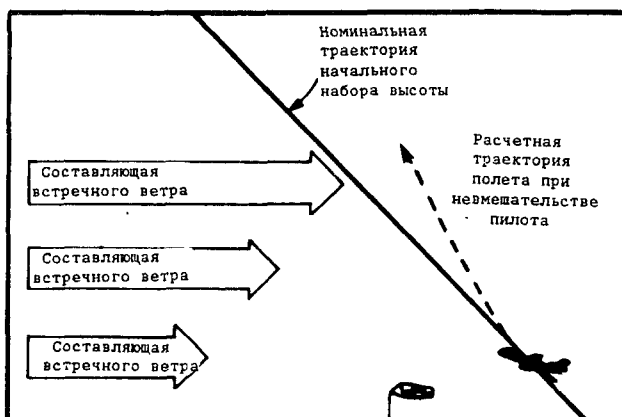 Номинальная
траектория
начального
набора высоты
Расчетная
траектория
полета при
невмешательстве
пилота
Составляющая
встречного ветра
Составляющая
встречного ветра
Составляющая
встречного ветра